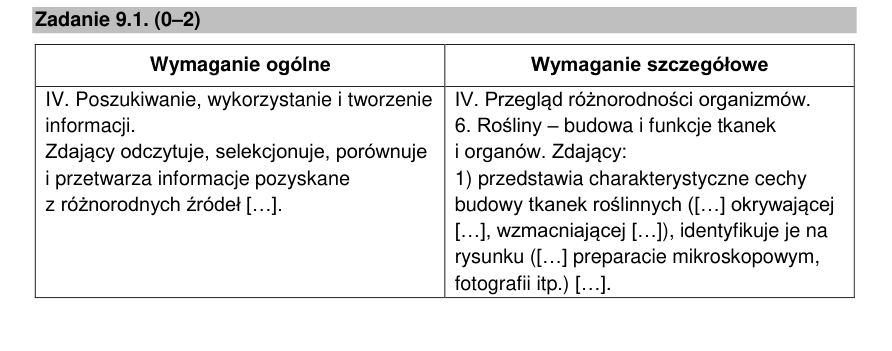 Zadanie 9.1. (0–2)
Wymaganie ogólne
IV. Poszukiwanie, wykorzystanie i tworzenie
informacji.
Zdający odczytuje, selekcjonuje, porównuje
i przetwarza informacje pozyskane
z różnorodnych źródeł […].
Wymaganie szczegółowe
IV. Przegląd różnorodności organizmów.
6. Rośliny – budowa i funkcje tkanek
i organów. Zdający:
1) przedstawia charakterystyczne cechy
budowy tkanek roślinnych ([…] okrywającej
[…], wzmacniającej […]), identyfikuje je na
rysunku ([…] preparacie mikroskopowym,
fotografii itp.) […].